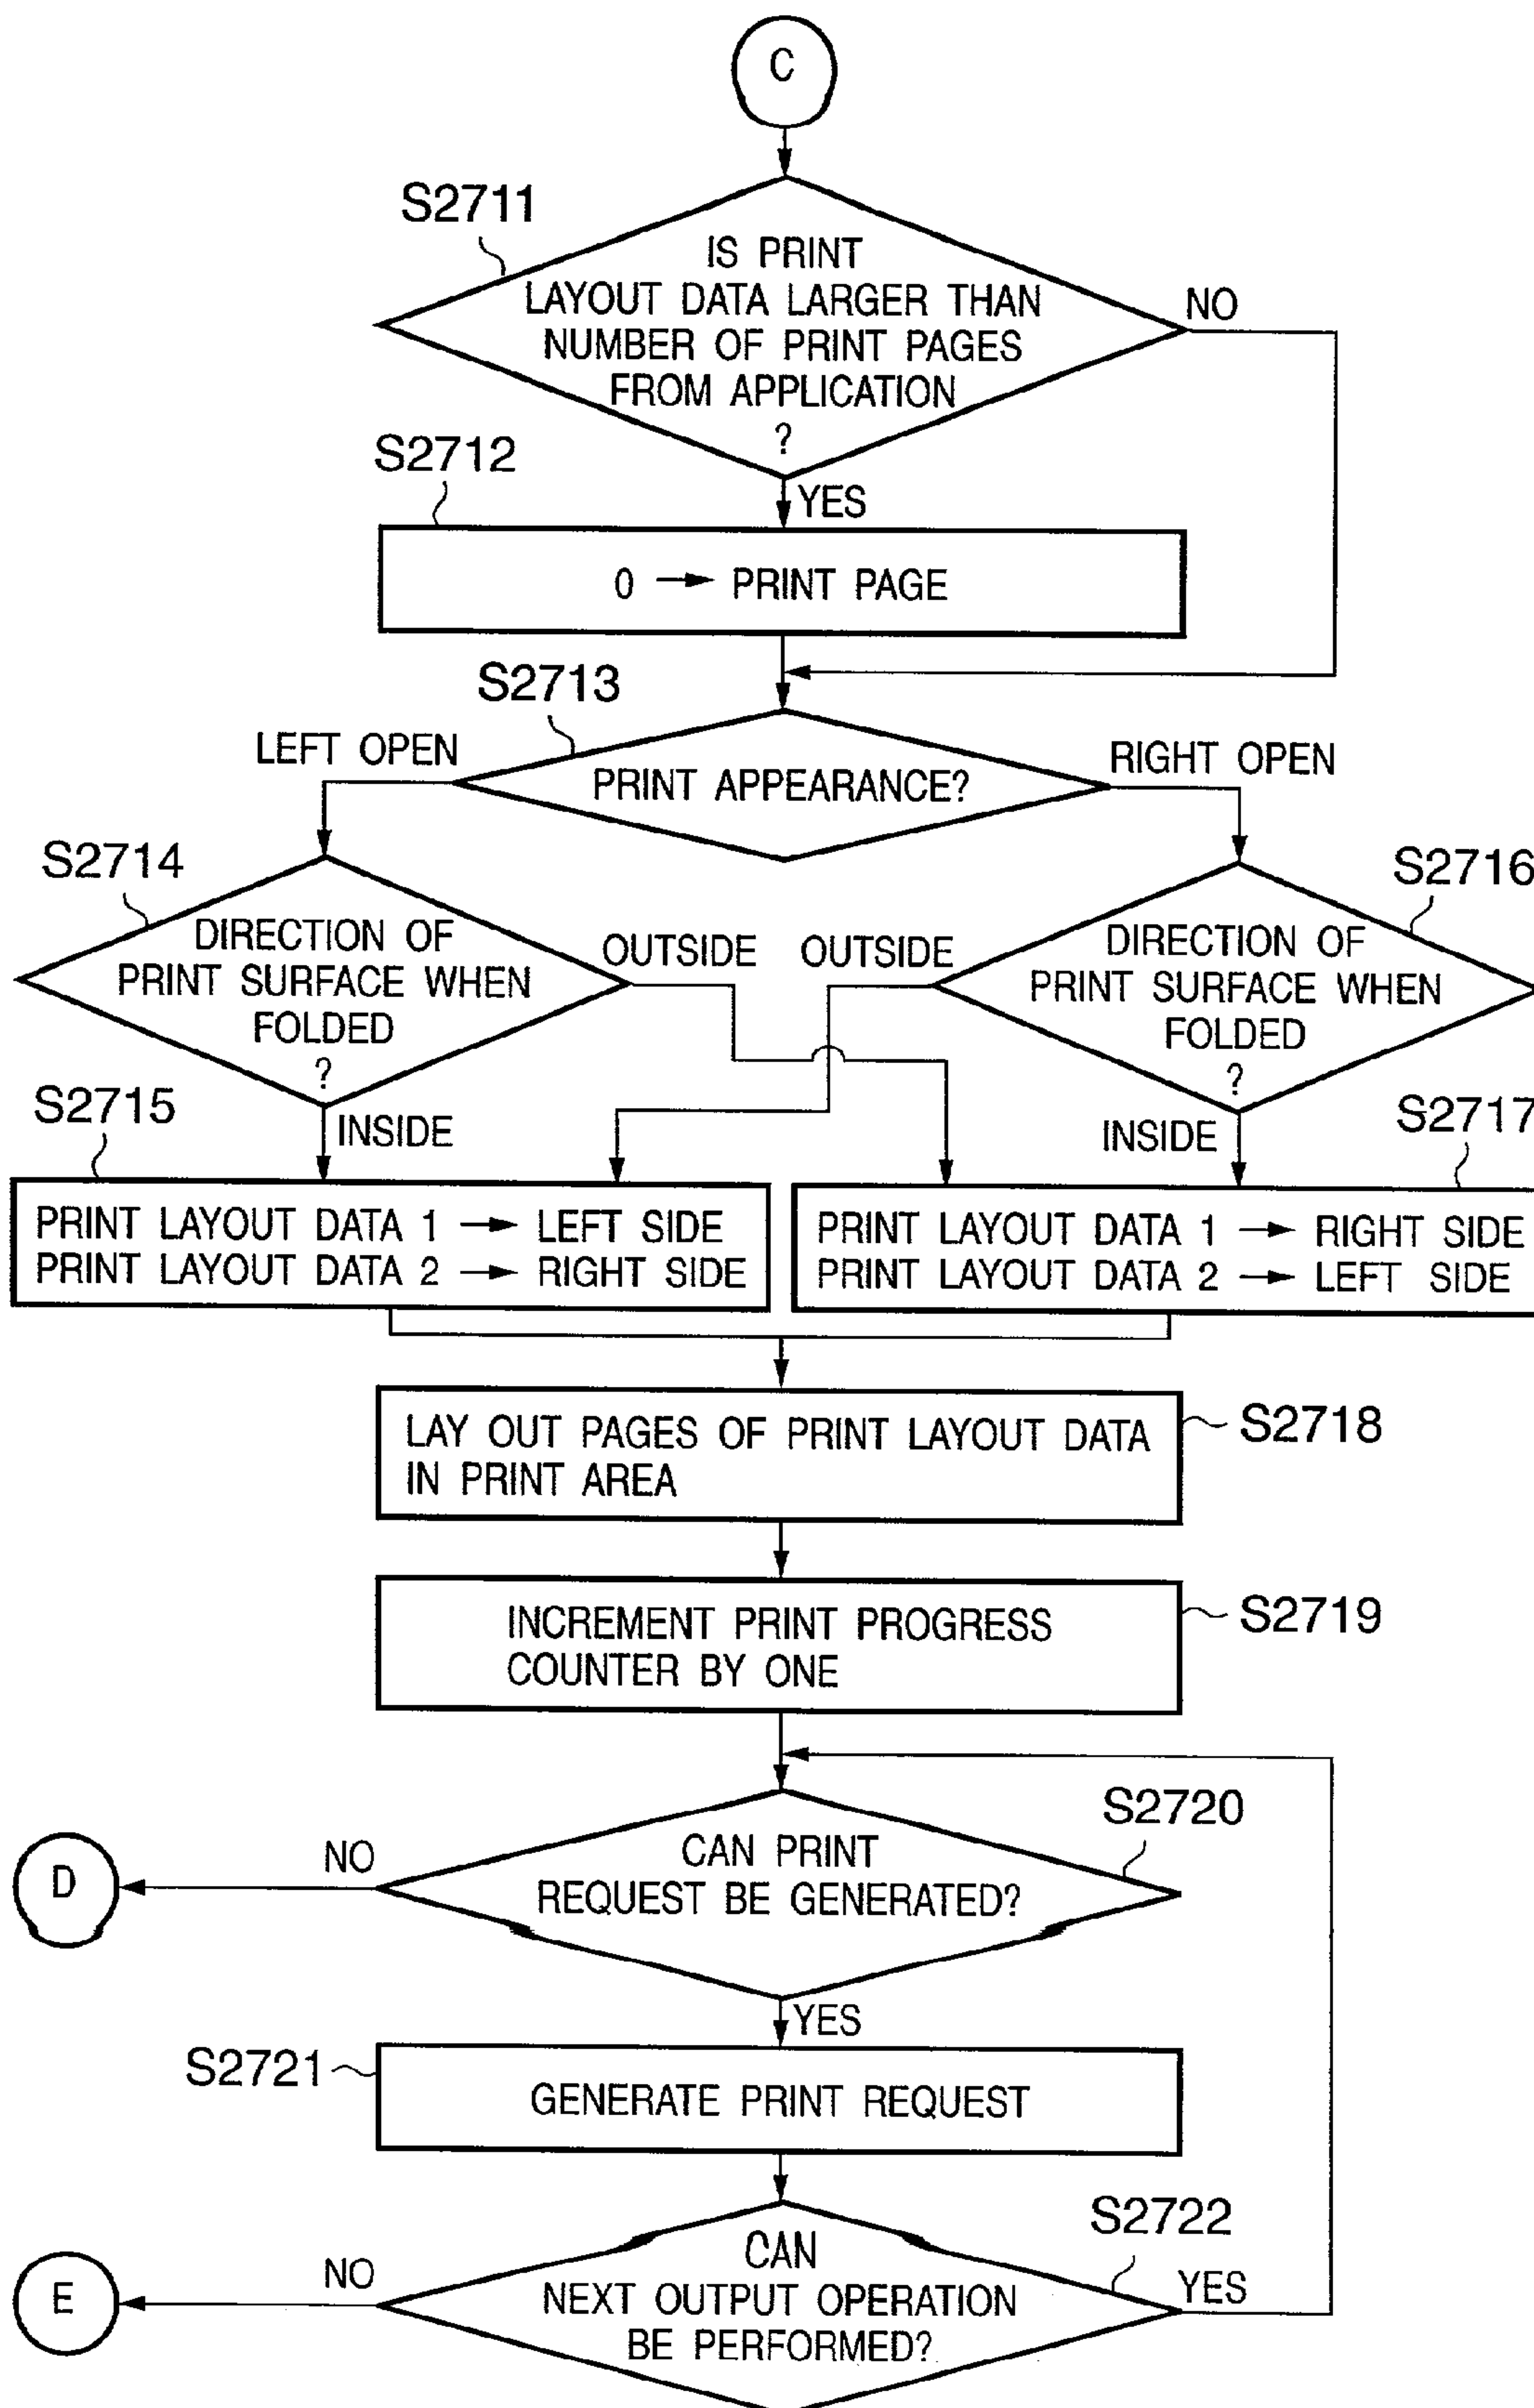 C
S2711
IS PRINT
LAYOUT DATA LARGER THAN
NUMBER OF PRINT PAGES
FROM APPLICATION
?
NO
S2712
YES
0 → PRINT PAGE
S2713
LEFT OPEN
PRINT APPEARANCE?
RIGHT OPEN
S2714
DIRECTION OF
PRINT SURFACE WHEN
FOLDED
?
OUTSIDE
OUTSIDE
S2716
DIRECTION OF
PRINT SURFACE WHEN
FOLDED
?
S2715
INSIDE
INSIDE
S2717
PRINT LAYOUT DATA 1 → LEFT SIDE
PRINT LAYOUT DATA 2 → RIGHT SIDE
PRINT LAYOUT DATA 1 → RIGHT SIDE
PRINT LAYOUT DATA 2 → LEFT SIDE
LAY OUT PAGES OF PRINT LAYOUT DATA
IN PRINT AREA
S2718
INCREMENT PRINT PROGRESS
COUNTER BY ONE
S2719
S2720
D
NO
CAN PRINT
REQUEST BE GENERATED?
YES
S2721
GENERATE PRINT REQUEST
S2722
E
NO
CAN
NEXT OUTPUT OPERATION
BE PERFORMED?
YES